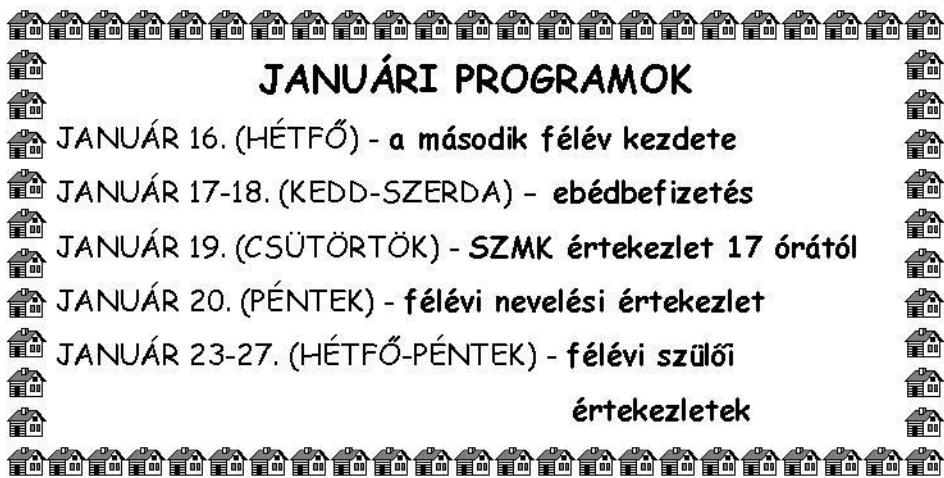 JANUÁRI PROGRAMOK
JANUÁR 16. (HÉTFŐ) - a második félév kezdete
JANUÁR 17-18. (KEDD-SZERDA) – ebédbefizetés
JANUÁR 19. (CSÜTÖRTÖK) - SZMK értekezlet 17 órától
JANUÁR 20. (PÉNTEK) - félévi nevelési értekezlet
JANUÁR 23-27. (HÉTFŐ-PÉNTEK) - félévi szülői
értekezletek